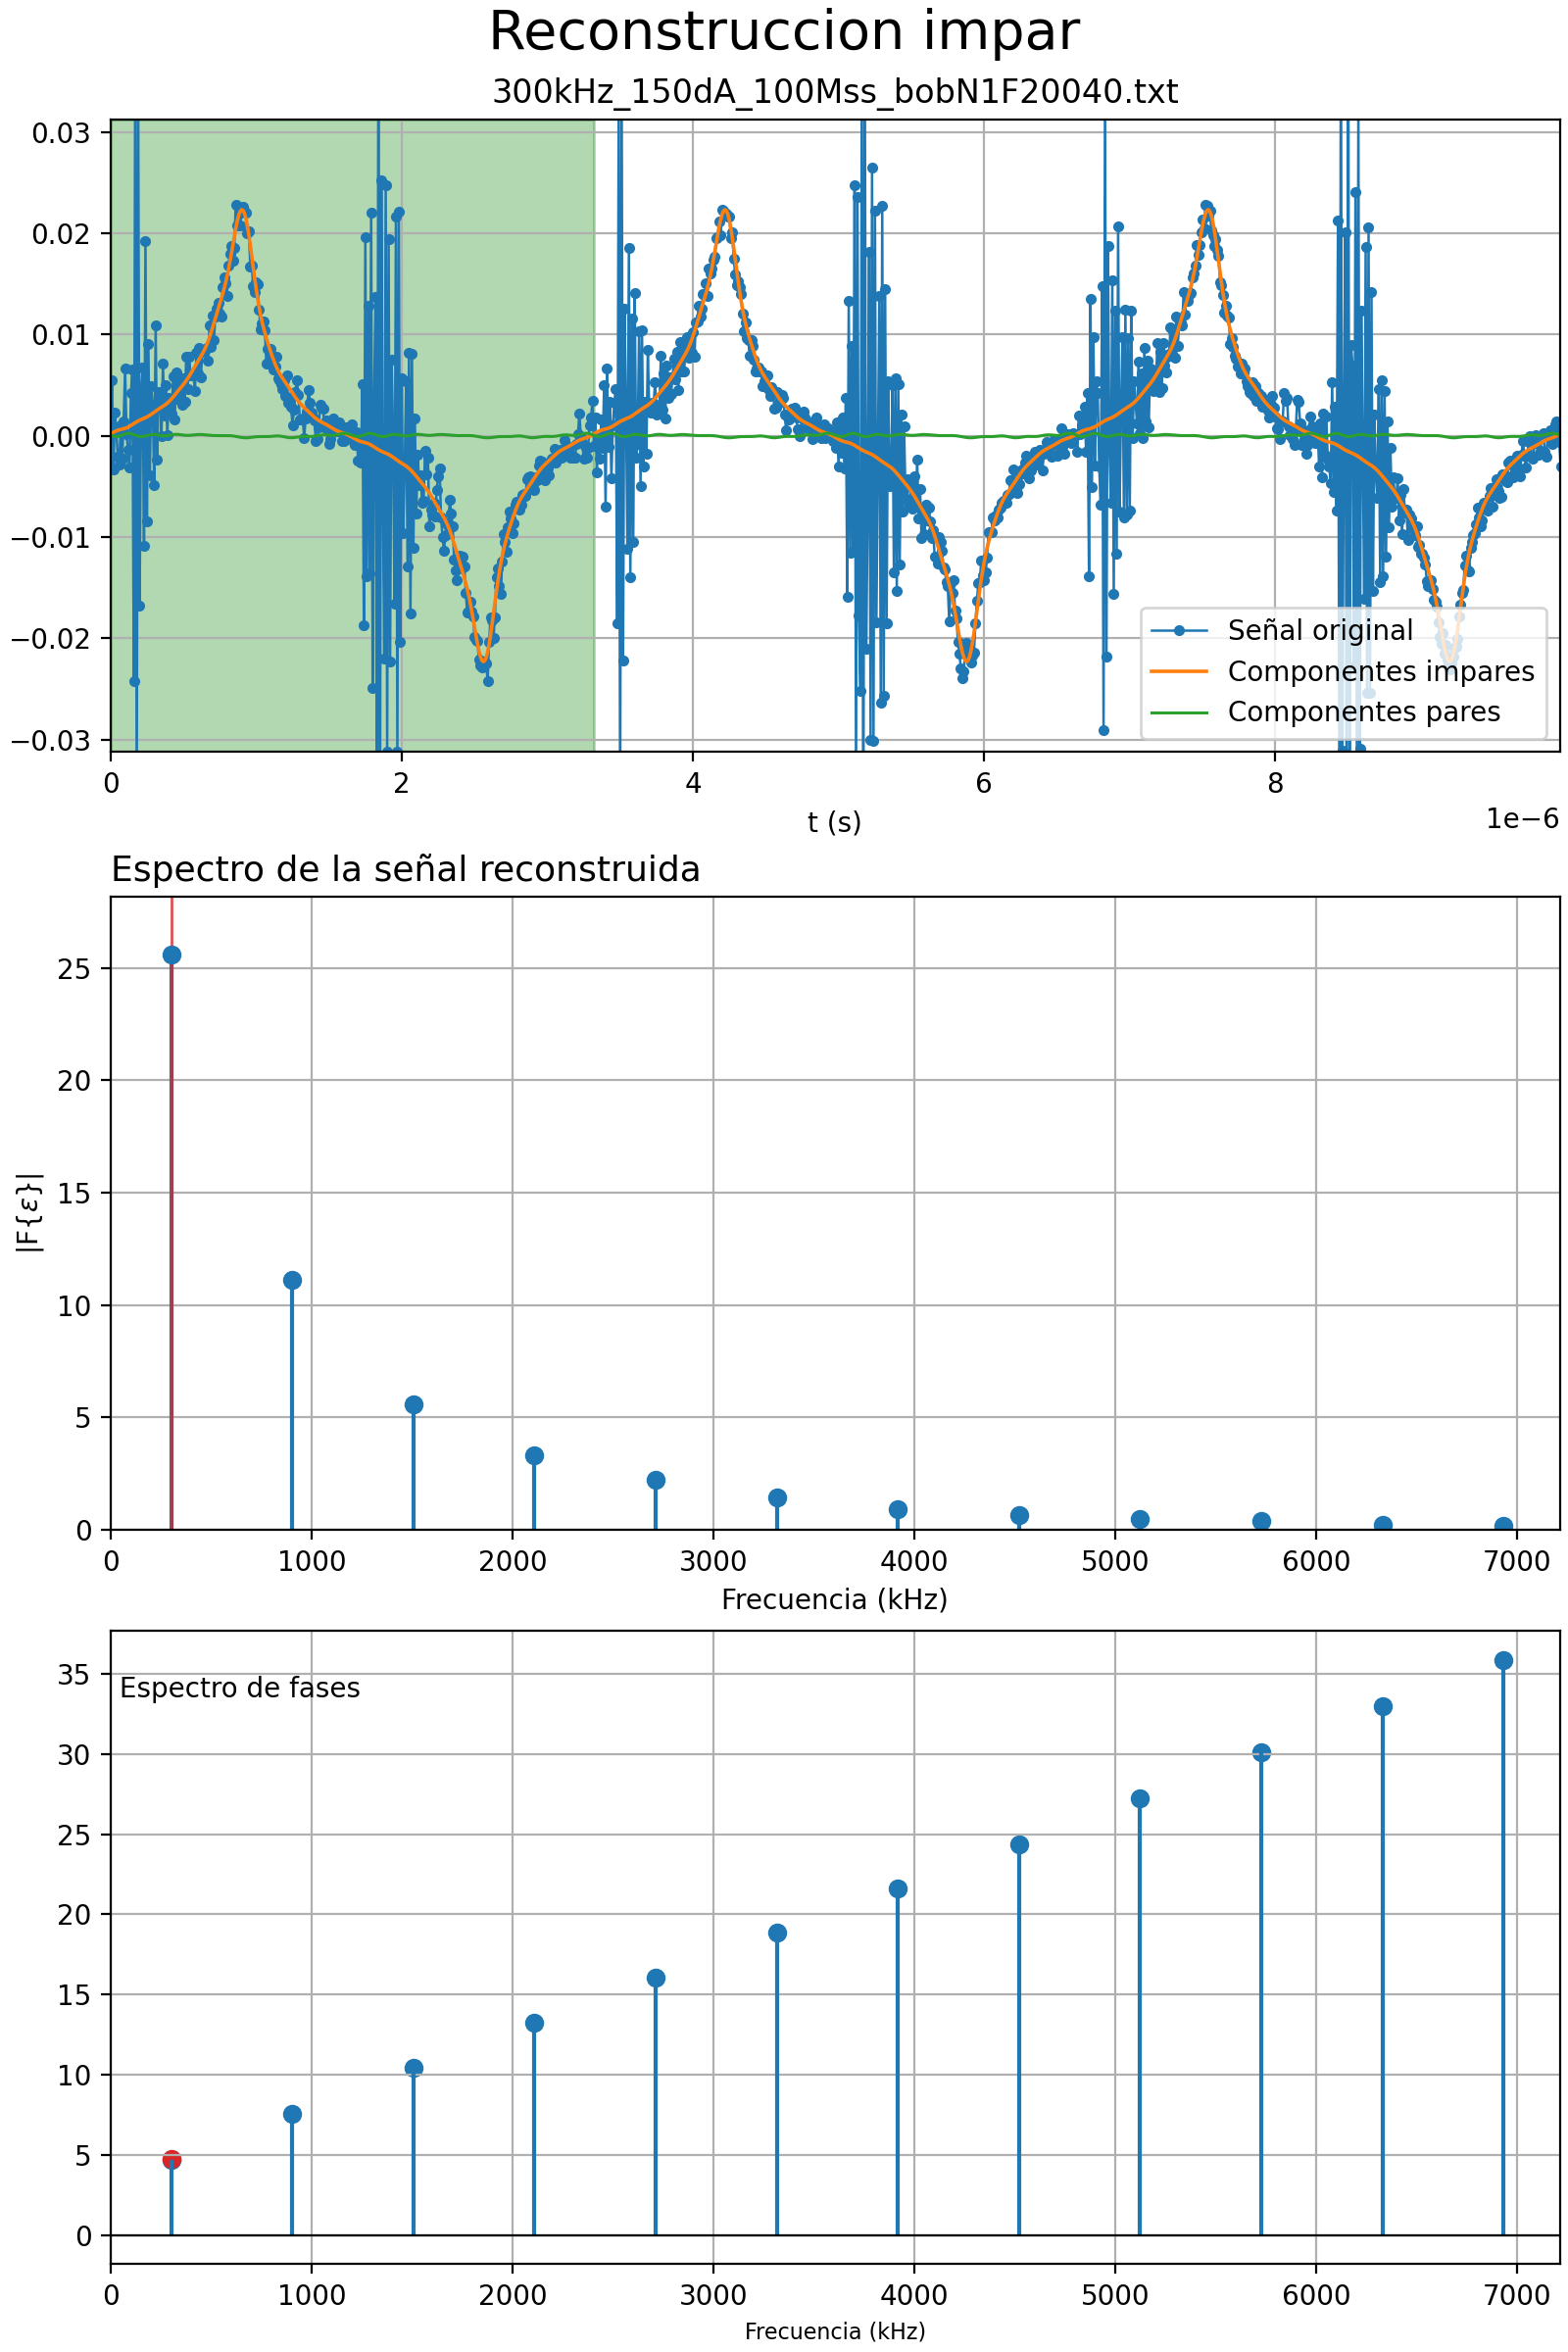 Reconstruccion impar
300kHz_150dA_100Mss_bobN1F20040.txt
0.03
0.02
0.01
0.00
−0.01
−0.02
−0.03
Señal original
Componentes impares
Componentes pares
0 2 4 6 8
1e−6
t (s)
Espectro de la señal reconstruida
25
20
15
10
5
0
|F{ε}|
0 1000 2000 3000 4000 5000 6000 7000
Frecuencia (kHz)
Espectro de fases
35
30
25
20
15
10
5
0
0 1000 2000 3000 4000 5000 6000 7000
Frecuencia (kHz)